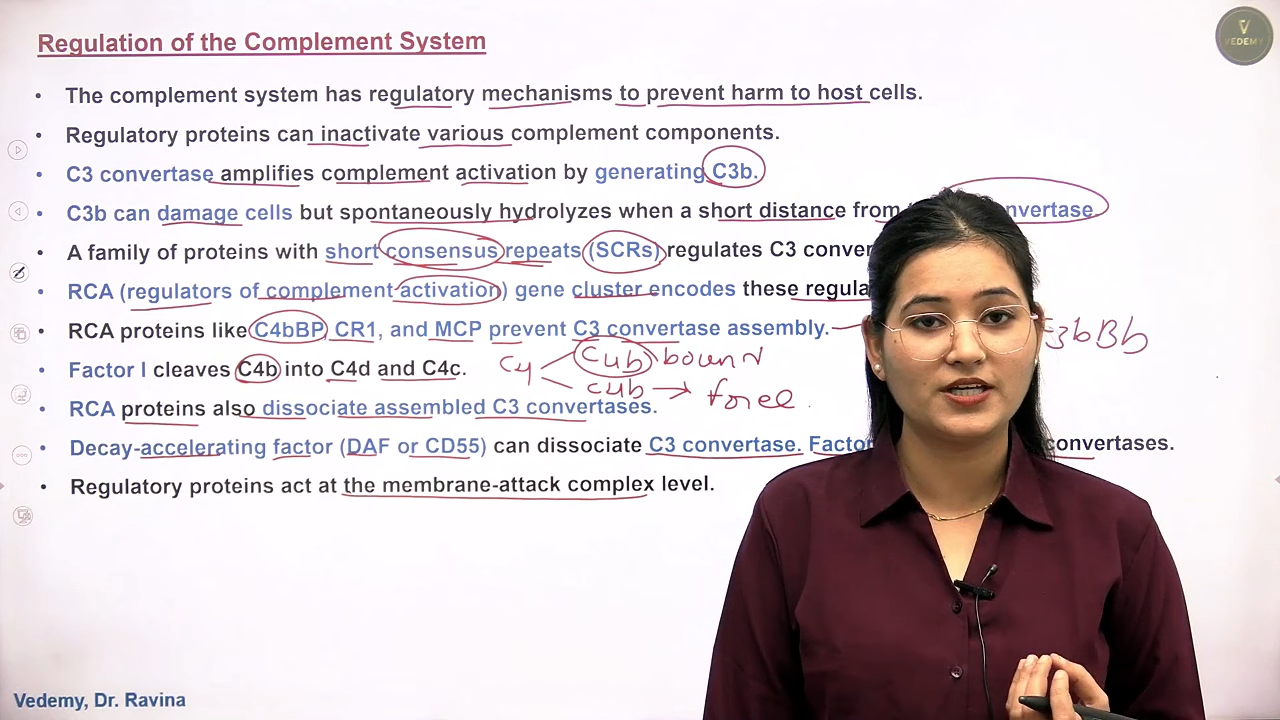 Regulation of the Complement System
VEDEMY
• The complement system has regulatory mechanisms to prevent harm to host cells.
• Regulatory proteins can inactivate various complement components.
• C3 convertase amplifies complement activation by generating C3b.
• C3b can damage cells but spontaneously hydrolyzes when a short distance from nvertase.
• A family of proteins with short consensus repeats (SCRs) regulates C3 conver
• RCA (regulators of complement activation) gene cluster encodes these regula
• RCA proteins like C4bBP, CR1, and MCP prevent C3 convertase assembly. 3bBb
• Factor I cleaves C4b into C4d and C4c.
C4 C4b bound
C4b → free
• RCA proteins also dissociate assembled C3 convertases.
• Decay-accelerating factor (DAF or CD55) can dissociate C3 convertase. Factor convertases.
• Regulatory proteins act at the membrane-attack complex level.
Vedemy, Dr. Ravina